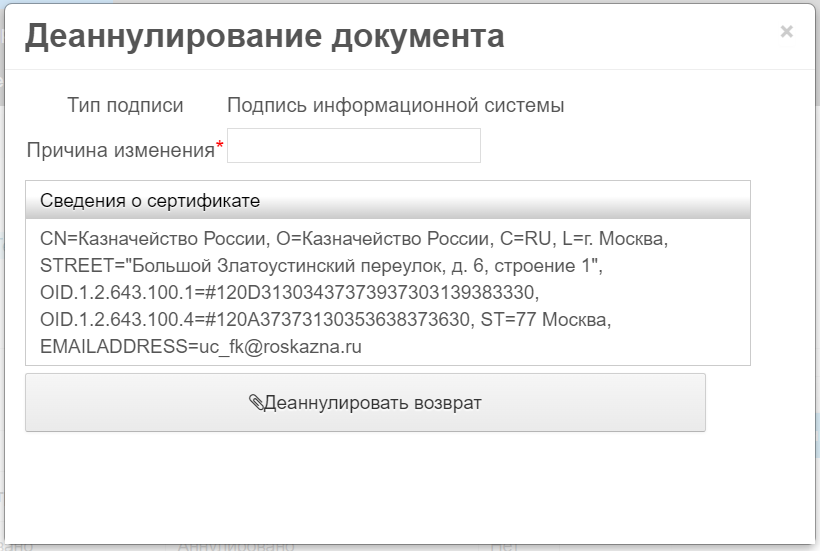 Деаннулирование документа
×
Тип подписи Подпись информационной системы
Причина изменения*
Сведения о сертификате
CN=Казначейство России, O=Казначейство России, C=RU, L=г. Москва,
STREET="Большой Златоустинский переулок, д. 6, строение 1",
OID.1.2.643.100.1=#120D31303437373937303139383330,
OID.1.2.643.100.4=#120A37373130353638373630, ST=77 Москва,
EMAILADDRESS=uc_fk@roskazna.ru
Деаннулировать возврат
Аннулировано Нет